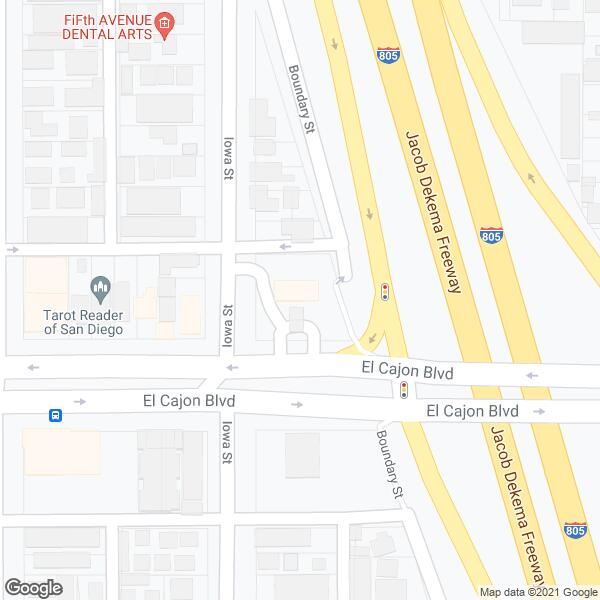 FiFth AVENUE
DENTAL ARTS
805
Boundary St
Iowa St
Jacob Dekema Freeway
805
Tarot Reader
of San Diego
Iowa St
El Cajon Blvd
El Cajon Blvd
El Cajon Blvd
Iowa St
Boundary St
Jacob Dekema Freeway
805
Google
Map data ©2021 Google